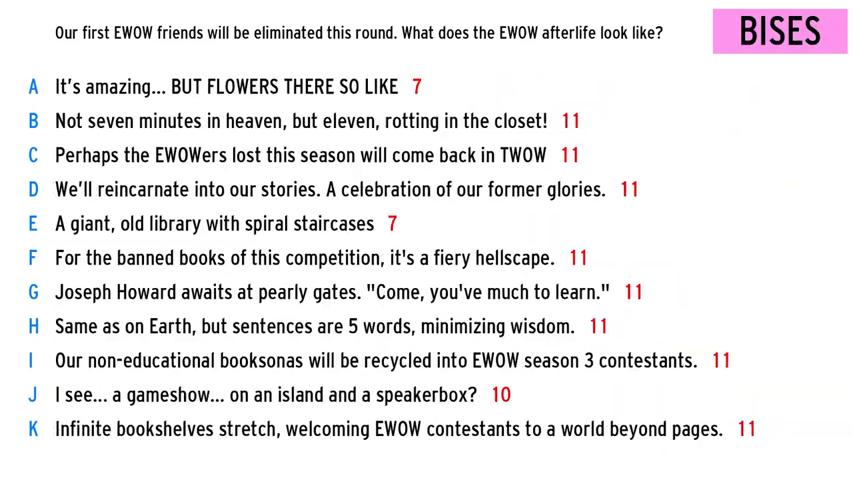 Our first EWOW friends will be eliminated this round. What does the EWOW afterlife look like?
BISES
A It's amazing... BUT FLOWERS THERE SO LIKE 7
B Not seven minutes in heaven, but eleven, rotting in the closet! 11
C Perhaps the EWOWers lost this season will come back in TWOW 11
D We'll reincarnate into our stories. A celebration of our former glories. 11
E A giant, old library with spiral staircases 7
F For the banned books of this competition, it's a fiery hellscape. 11
G Joseph Howard awaits at pearly gates. "Come, you've much to learn." 11
H Same as on Earth, but sentences are 5 words, minimizing wisdom. 11
I Our non-educational booksonas will be recycled into EWOW season 3 contestants. 11
J I see... a gameshow... on an island and a speakerbox? 10
K Infinite bookshelves stretch, welcoming EWOW contestants to a world beyond pages. 11